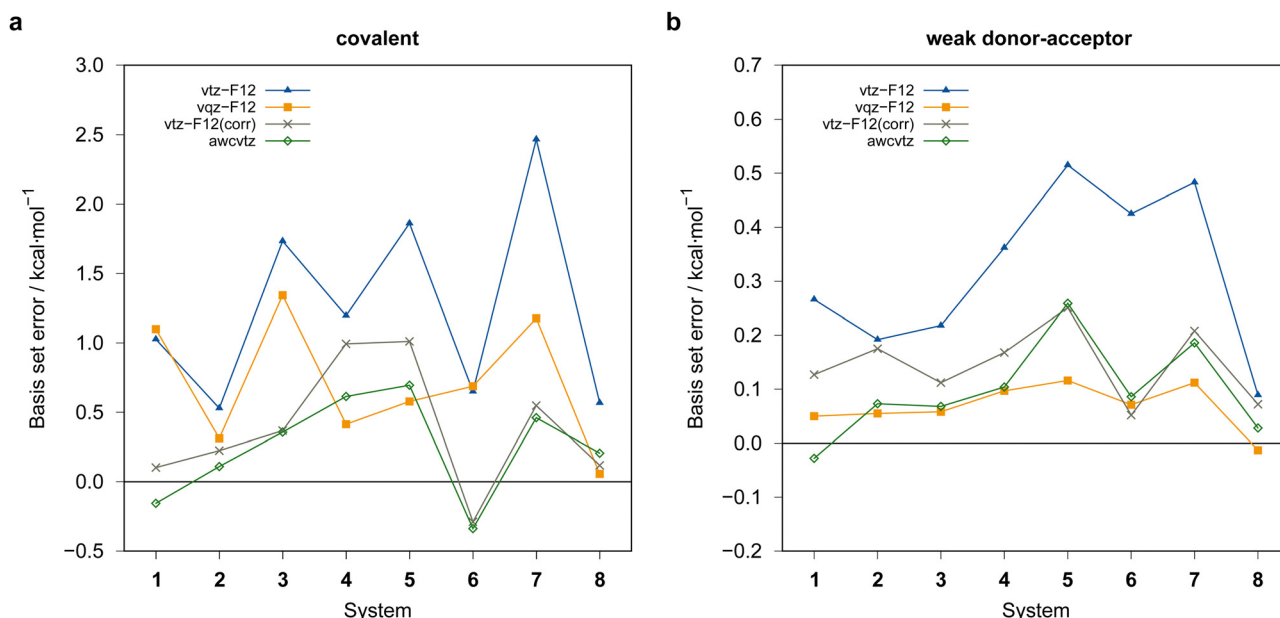 a
covalent
Basis set error / kcal·mol⁻¹
3.0
2.5
2.0
1.5
1.0
0.5
0.0
−0.5
vtz−F12
vqz−F12
vtz−F12(corr)
awcvtz
1 2 3 4 5 6 7 8
System
b
weak donor-acceptor
Basis set error / kcal·mol⁻¹
0.7
0.6
0.5
0.4
0.3
0.2
0.1
0.0
−0.1
−0.2
vtz−F12
vqz−F12
vtz−F12(corr)
awcvtz
1 2 3 4 5 6 7 8
System